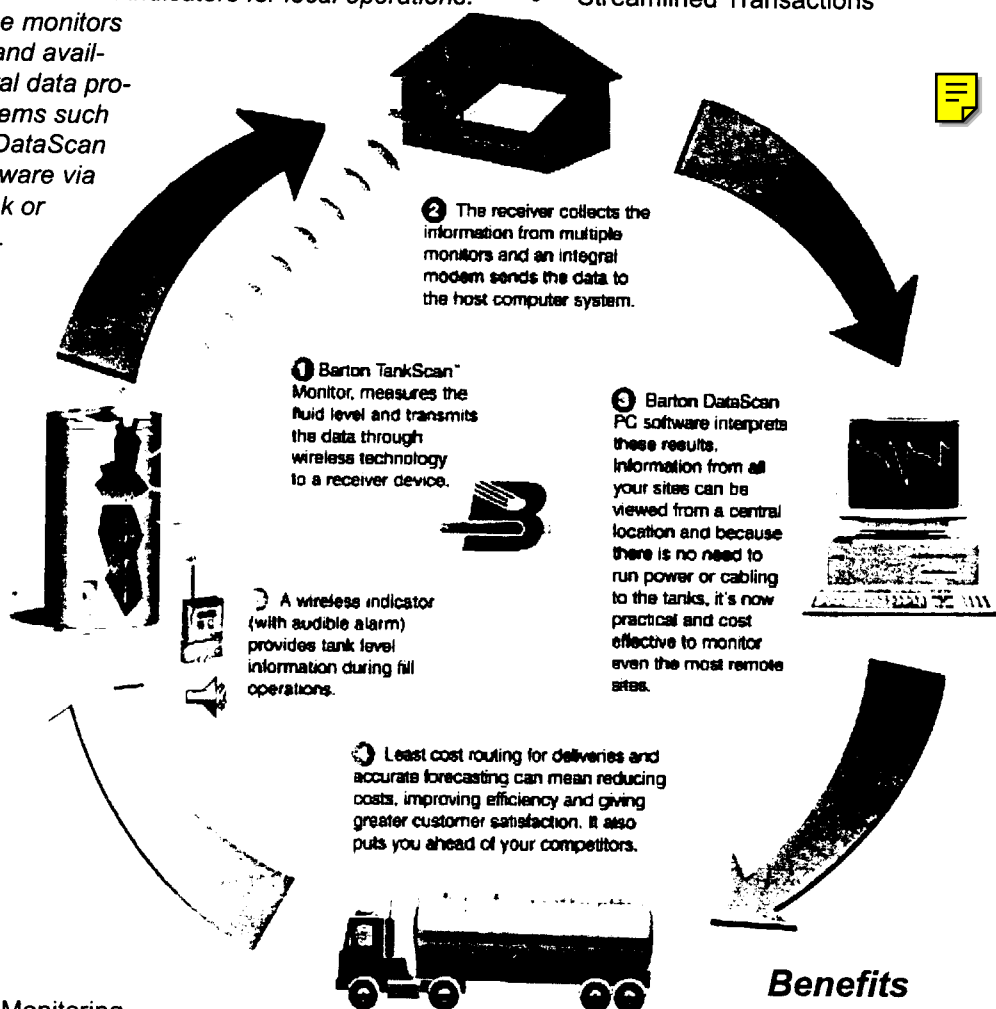 indicators for local operations.
Streamlined Transactions
e monitors
and avail-
al data pro-
ems such
DataScan
ware via
k or
.
❷ The receiver collects the
information from multiple
monitors and an integral
modem sends the data to
the host computer system.
❶ Barton TankScan™
Monitor, measures the
fluid level and transmits
the data through
wireless technology
to a receiver device.
❸ Barton DataScan
PC software interprets
these results.
Information from all
your sites can be
viewed from a central
location and because
there is no need to
run power or cabling
to the tanks, it's now
practical and cost
effective to monitor
even the most remote
sites.
A wireless indicator
(with audible alarm)
provides tank level
information during fill
operations.
❹ Least cost routing for deliveries and
accurate forecasting can mean reducing
costs, improving efficiency and giving
greater customer satisfaction. It also
puts you ahead of your competitors.
Benefits
Monitoring